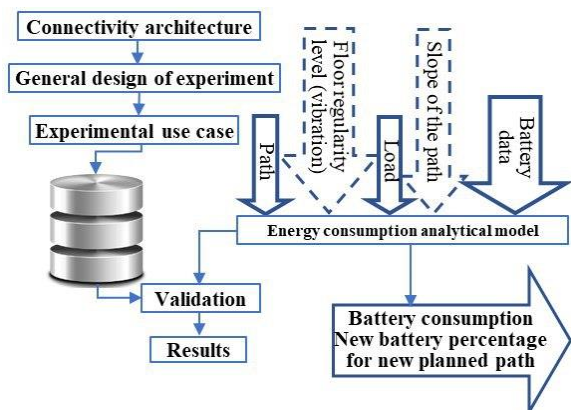 Connectivity architecture
General design of experiment
Experimental use case
Path
Floor regularity
level (vibration)
Load
Slope of the path
Battery
data
Energy consumption analytical model
Validation
Results
Battery consumption
New battery percentage
for new planned path